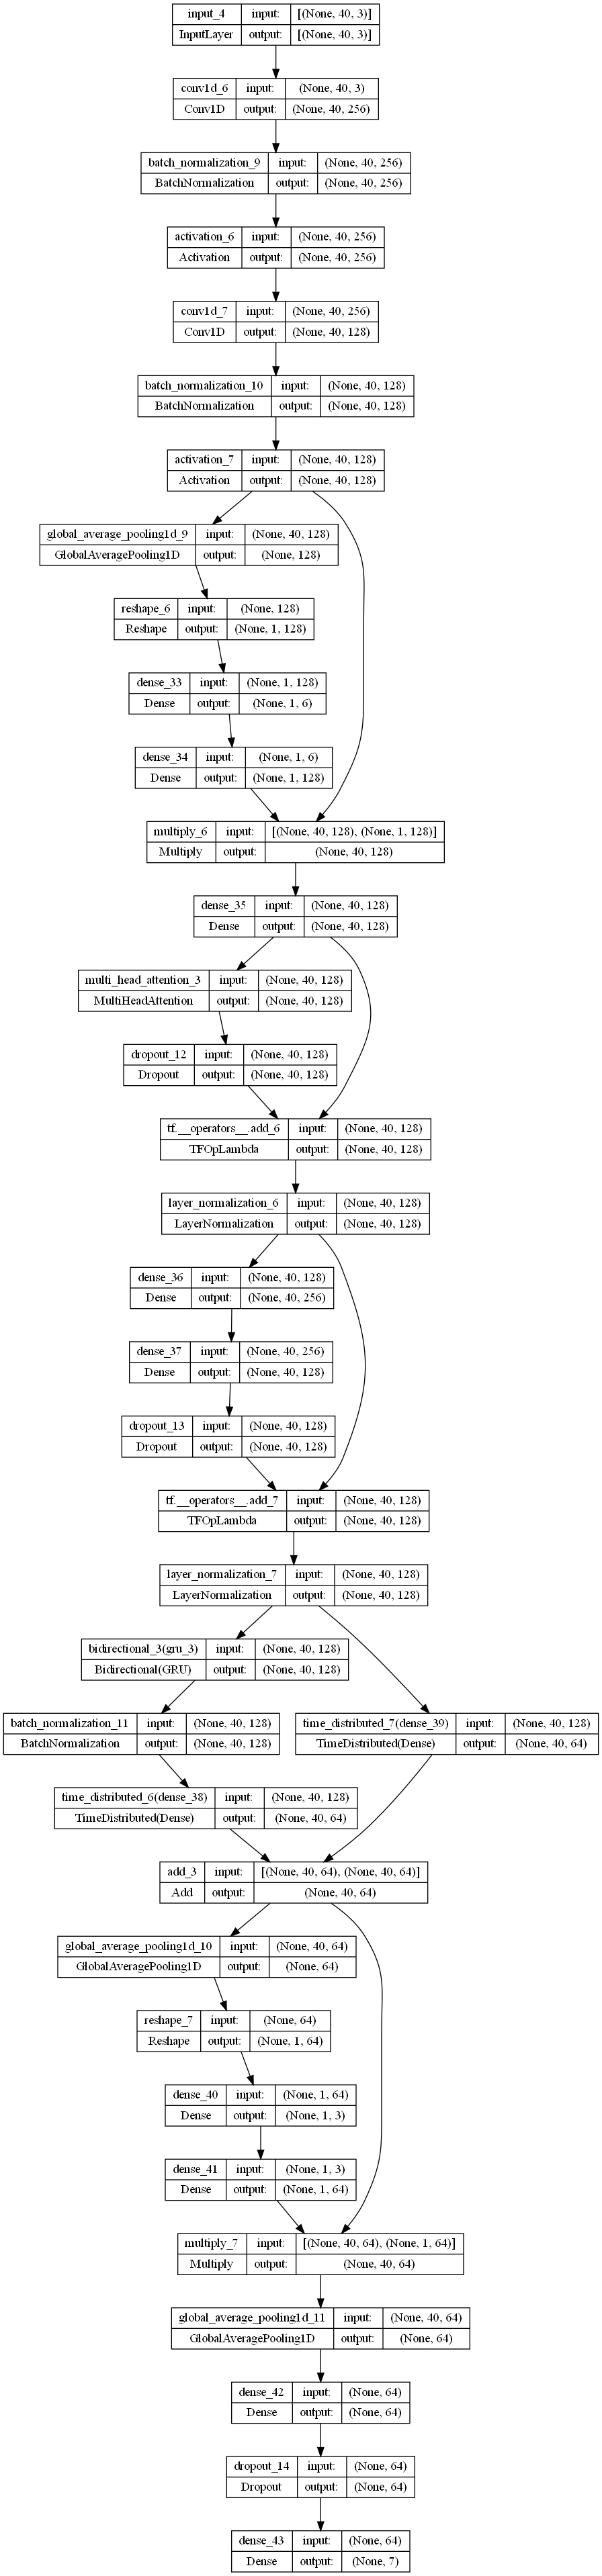 input_4 input: [(None, 40, 3)]
InputLayer output: [(None, 40, 3)]
conv1d_6 input: (None, 40, 3)
Conv1D output: (None, 40, 256)
batch_normalization_9 input: (None, 40, 256)
BatchNormalization output: (None, 40, 256)
activation_6 input: (None, 40, 256)
Activation output: (None, 40, 256)
conv1d_7 input: (None, 40, 256)
Conv1D output: (None, 40, 128)
batch_normalization_10 input: (None, 40, 128)
BatchNormalization output: (None, 40, 128)
activation_7 input: (None, 40, 128)
Activation output: (None, 40, 128)
global_average_pooling1d_9 input: (None, 40, 128)
GlobalAveragePooling1D output: (None, 128)
reshape_6 input: (None, 128)
Reshape output: (None, 1, 128)
dense_33 input: (None, 1, 128)
Dense output: (None, 1, 6)
dense_34 input: (None, 1, 6)
Dense output: (None, 1, 128)
multiply_6 input: [(None, 40, 128), (None, 1, 128)]
Multiply output: (None, 40, 128)
dense_35 input: (None, 40, 128)
Dense output: (None, 40, 128)
multi_head_attention_3 input: (None, 40, 128)
MultiHeadAttention output: (None, 40, 128)
dropout_12 input: (None, 40, 128)
Dropout output: (None, 40, 128)
tf.__operators__.add_6 input: (None, 40, 128)
TFOpLambda output: (None, 40, 128)
layer_normalization_6 input: (None, 40, 128)
LayerNormalization output: (None, 40, 128)
dense_36 input: (None, 40, 128)
Dense output: (None, 40, 256)
dense_37 input: (None, 40, 256)
Dense output: (None, 40, 128)
dropout_13 input: (None, 40, 128)
Dropout output: (None, 40, 128)
tf.__operators__.add_7 input: (None, 40, 128)
TFOpLambda output: (None, 40, 128)
layer_normalization_7 input: (None, 40, 128)
LayerNormalization output: (None, 40, 128)
bidirectional_3(gru_3) input: (None, 40, 128)
Bidirectional(GRU) output: (None, 40, 128)
batch_normalization_11 input: (None, 40, 128)
BatchNormalization output: (None, 40, 128)
time_distributed_7(dense_39) input: (None, 40, 128)
TimeDistributed(Dense) output: (None, 40, 64)
time_distributed_6(dense_38) input: (None, 40, 128)
TimeDistributed(Dense) output: (None, 40, 64)
add_3 input: [(None, 40, 64), (None, 40, 64)]
Add output: (None, 40, 64)
global_average_pooling1d_10 input: (None, 40, 64)
GlobalAveragePooling1D output: (None, 64)
reshape_7 input: (None, 64)
Reshape output: (None, 1, 64)
dense_40 input: (None, 1, 64)
Dense output: (None, 1, 3)
dense_41 input: (None, 1, 3)
Dense output: (None, 1, 64)
multiply_7 input: [(None, 40, 64), (None, 1, 64)]
Multiply output: (None, 40, 64)
global_average_pooling1d_11 input: (None, 40, 64)
GlobalAveragePooling1D output: (None, 64)
dense_42 input: (None, 64)
Dense output: (None, 64)
dropout_14 input: (None, 64)
Dropout output: (None, 64)
dense_43 input: (None, 64)
Dense output: (None, 7)